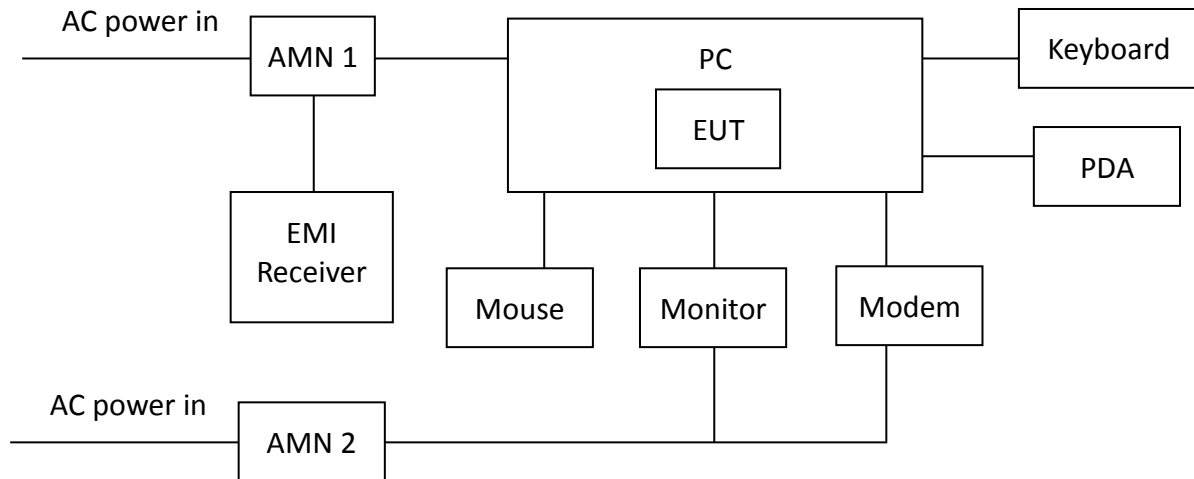 AC power in
AMN 1
PC
EUT
Keyboard
PDA
EMI
Receiver
Mouse
Monitor
Modem
AC power in
AMN 2